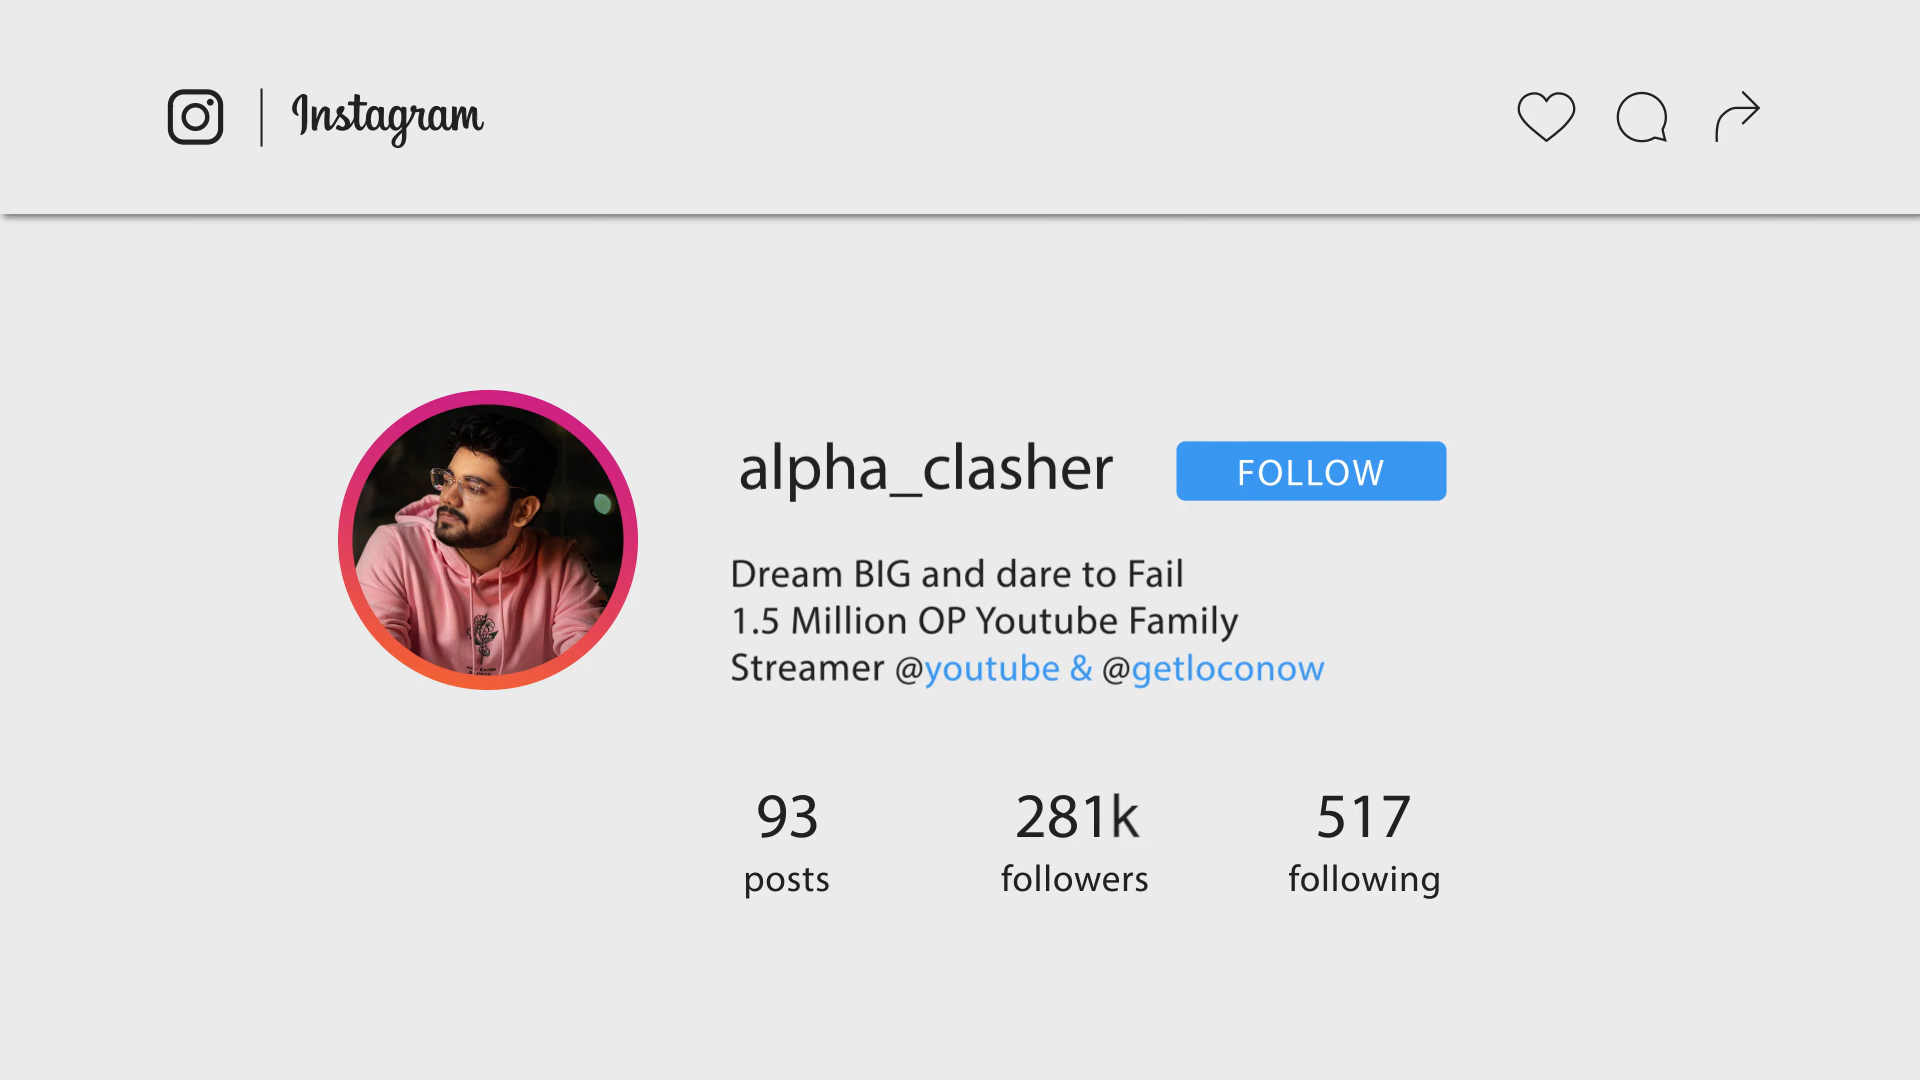 Instagram
alpha_clasher
FOLLOW
Dream BIG and dare to Fail
1.5 Million OP Youtube Family
Streamer @youtube & @getloconow
93
281k
517
posts
followers
following